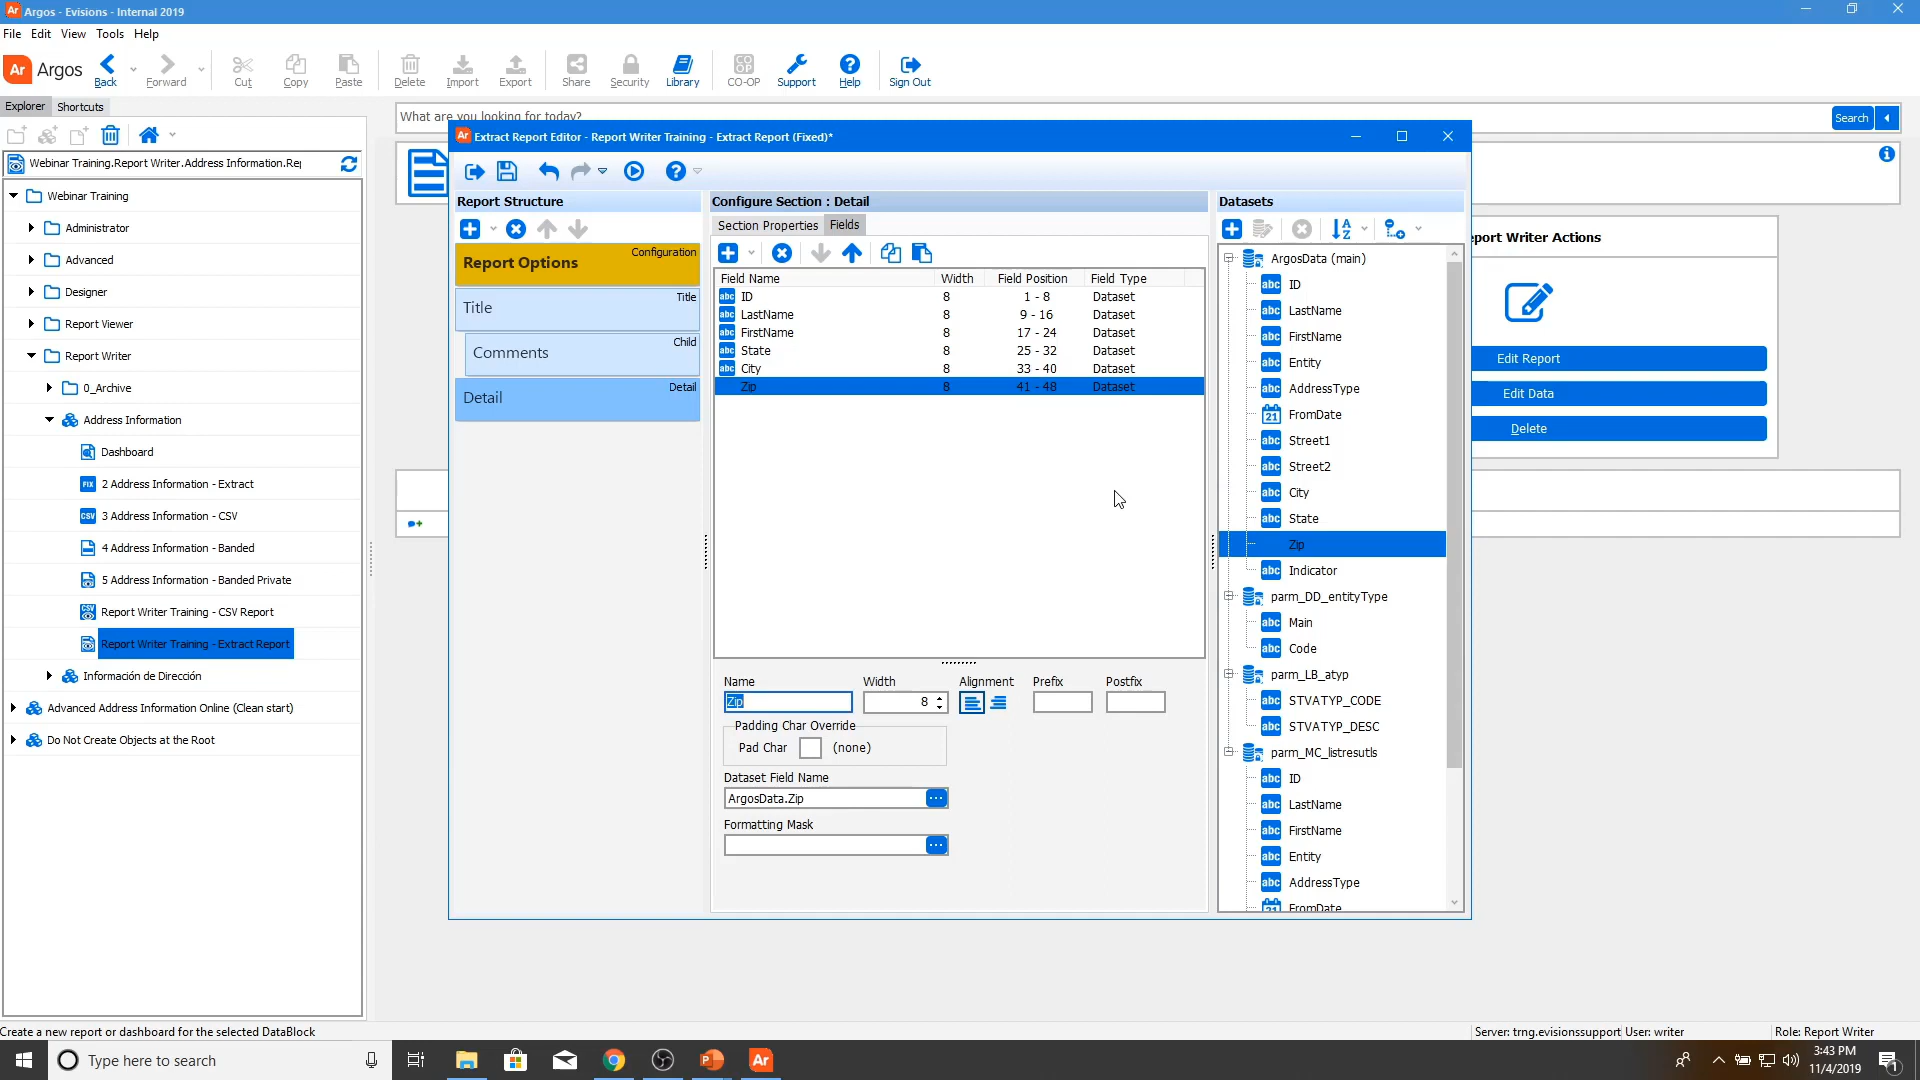 Argos - Evisions - Internal 2019
File Edit View Tools Help
Argos Back Forward Cut Copy Paste Delete Import Export Share Security Library CO-OP Support Help Sign Out
Explorer Shortcuts
What are you looking for today?
Search
Webinar Training.Report Writer.Address Information.Re
Webinar Training
Administrator
Advanced
Designer
Report Viewer
Report Writer
0_Archive
Address Information
Dashboard
2 Address Information - Extract
3 Address Information - CSV
4 Address Information - Banded
5 Address Information - Banded Private
Report Writer Training - CSV Report
Report Writer Training - Extract Report
Información de Dirección
Advanced Address Information Online (Clean start)
Do Not Create Objects at the Root
Extract Report Editor - Report Writer Training - Extract Report (Fixed)*
Report Structure
Report Options Configuration
Title Title
Comments Child
Detail Detail
Configure Section : Detail
Section Properties Fields
Field Name Width Field Position Field Type
ID 8 1 - 8 Dataset
LastName 8 9 - 16 Dataset
FirstName 8 17 - 24 Dataset
State 8 25 - 32 Dataset
City 8 33 - 40 Dataset
Zip 8 41 - 48 Dataset
Name Width Alignment Prefix Postfix
Zip 8
Padding Char Override
Pad Char (none)
Dataset Field Name
ArgosData.Zip
Formatting Mask
Datasets
ArgosData (main)
ID
LastName
FirstName
Entity
AddressType
FromDate
Street1
Street2
City
State
Zip
Indicator
parm_DD_entityType
Main
Code
parm_LB_atyp
STVATYP_CODE
STVATYP_DESC
parm_MC_listresutls
ID
LastName
FirstName
Entity
AddressType
FromDate
port Writer Actions
Edit Report
Edit Data
Delete
Create a new report or dashboard for the selected DataBlock
Server: trng.evisionssupport User: writer Role: Report Writer
Type here to search
3:43 PM
11/4/2019